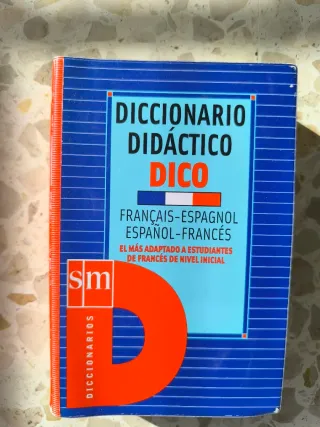 DICCIONARIO
DIDÁCTICO
DICO
FRANÇAIS-ESPAGNOL
ESPAÑOL-FRANCÉS
EL MÁS ADAPTADO A ESTUDIANTES
DE FRANCÉS DE NIVEL INICIAL
sm
D
DICCIONARIOS